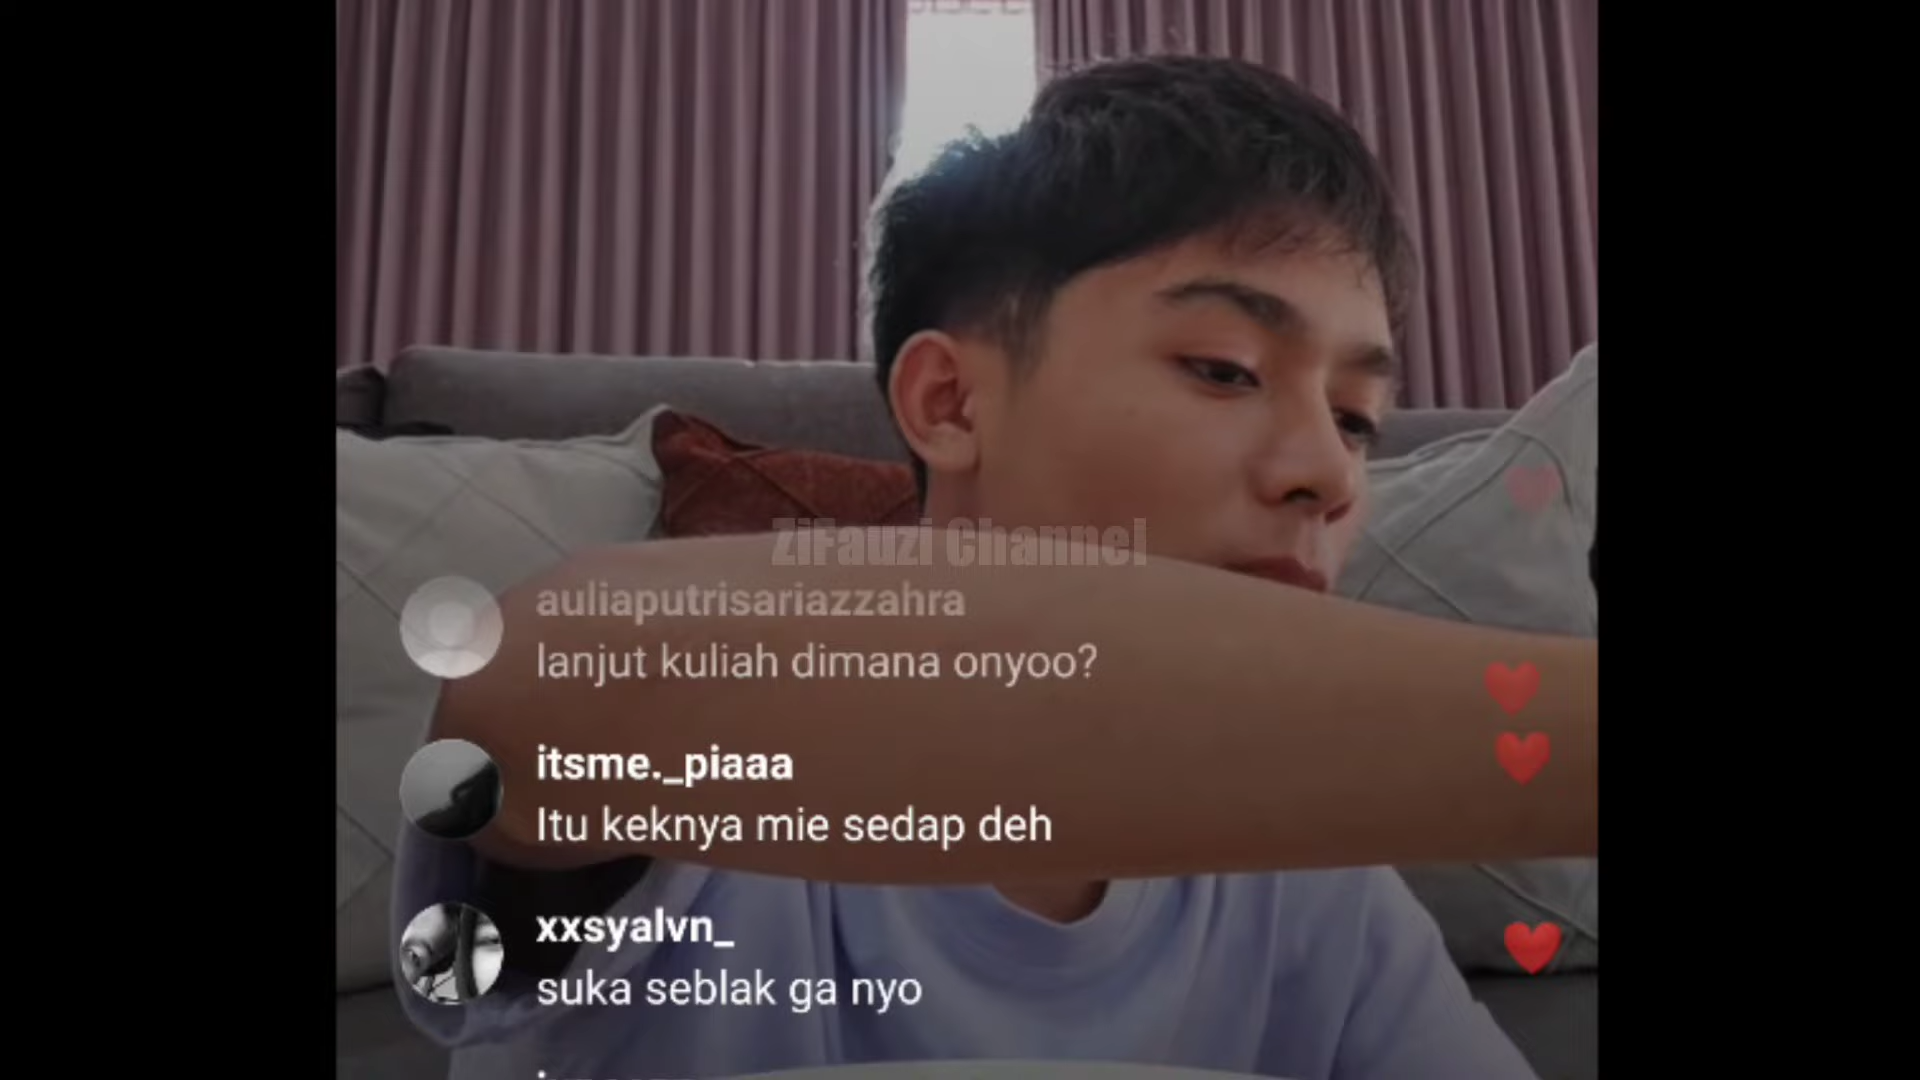 ZiFauzi Channel
auliaputrisariazzahra
lanjut kuliah dimana onyoo?
itsme._piaaa
Itu keknya mie sedap deh
xxsyalvn_
suka seblak ga nyo